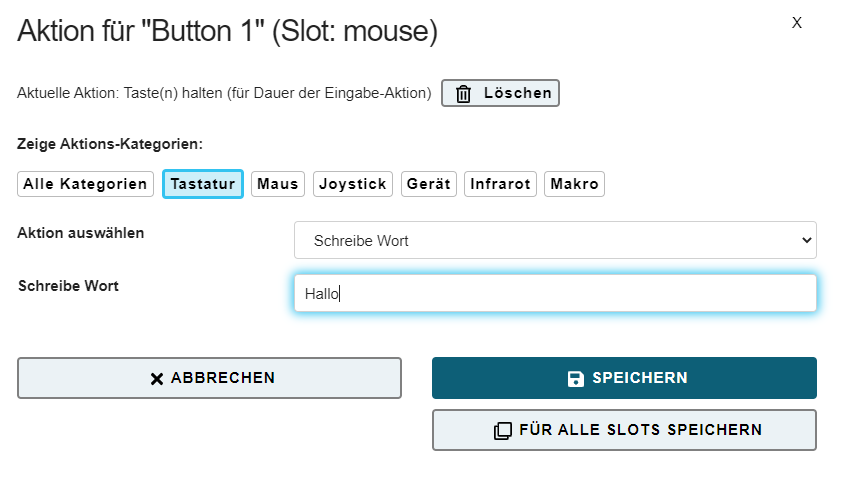 Aktion für "Button 1" (Slot: mouse)
X
Aktuelle Aktion: Taste(n) halten (für Dauer der Eingabe-Aktion) Löschen
Zeige Aktions-Kategorien:
Alle Kategorien Tastatur Maus Joystick Gerät Infrarot Makro
Aktion auswählen Schreibe Wort
Schreibe Wort Hallo
ABBRECHEN SPEICHERN
FÜR ALLE SLOTS SPEICHERN